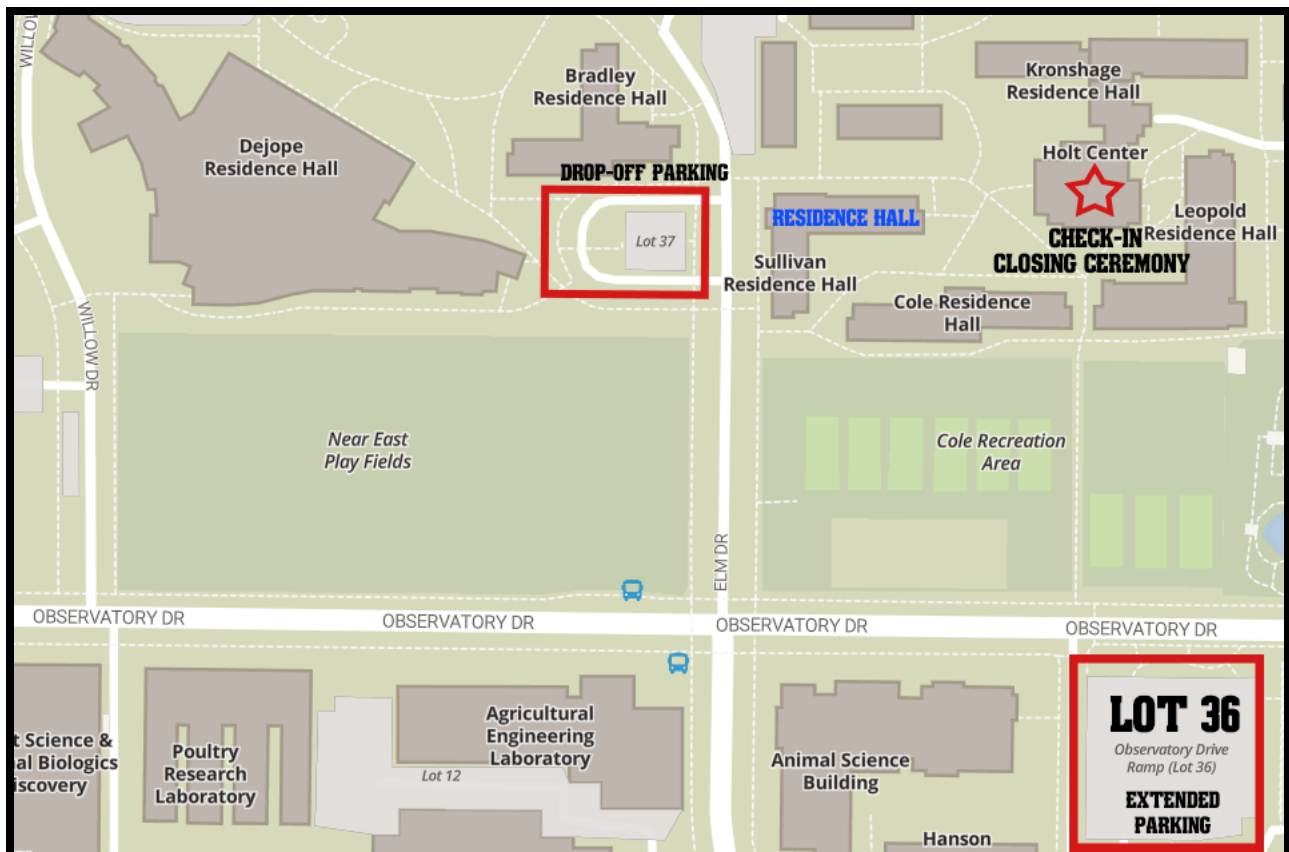 WILLOW
Bradley
Residence Hall
Kronshage
Residence Hall
Dejope
Residence Hall
Holt Center
DROP-OFF PARKING
Lot 37
RESIDENCE HALL
Leopold
Residence Hall
CHECK-IN
CLOSING CEREMONY
Sullivan
Residence Hall
Cole Residence
Hall
WILLOW DR
Near East
Play Fields
Cole Recreation
Area
ELM DR
OBSERVATORY DR
OBSERVATORY DR
OBSERVATORY DR
OBSERVATORY DR
LOT 36
Observatory Drive
Ramp (Lot 36)
EXTENDED
PARKING
t Science &
al Biologics
iscovery
Poultry
Research
Laboratory
Agricultural
Engineering
Laboratory
Lot 12
Animal Science
Building
Hanson